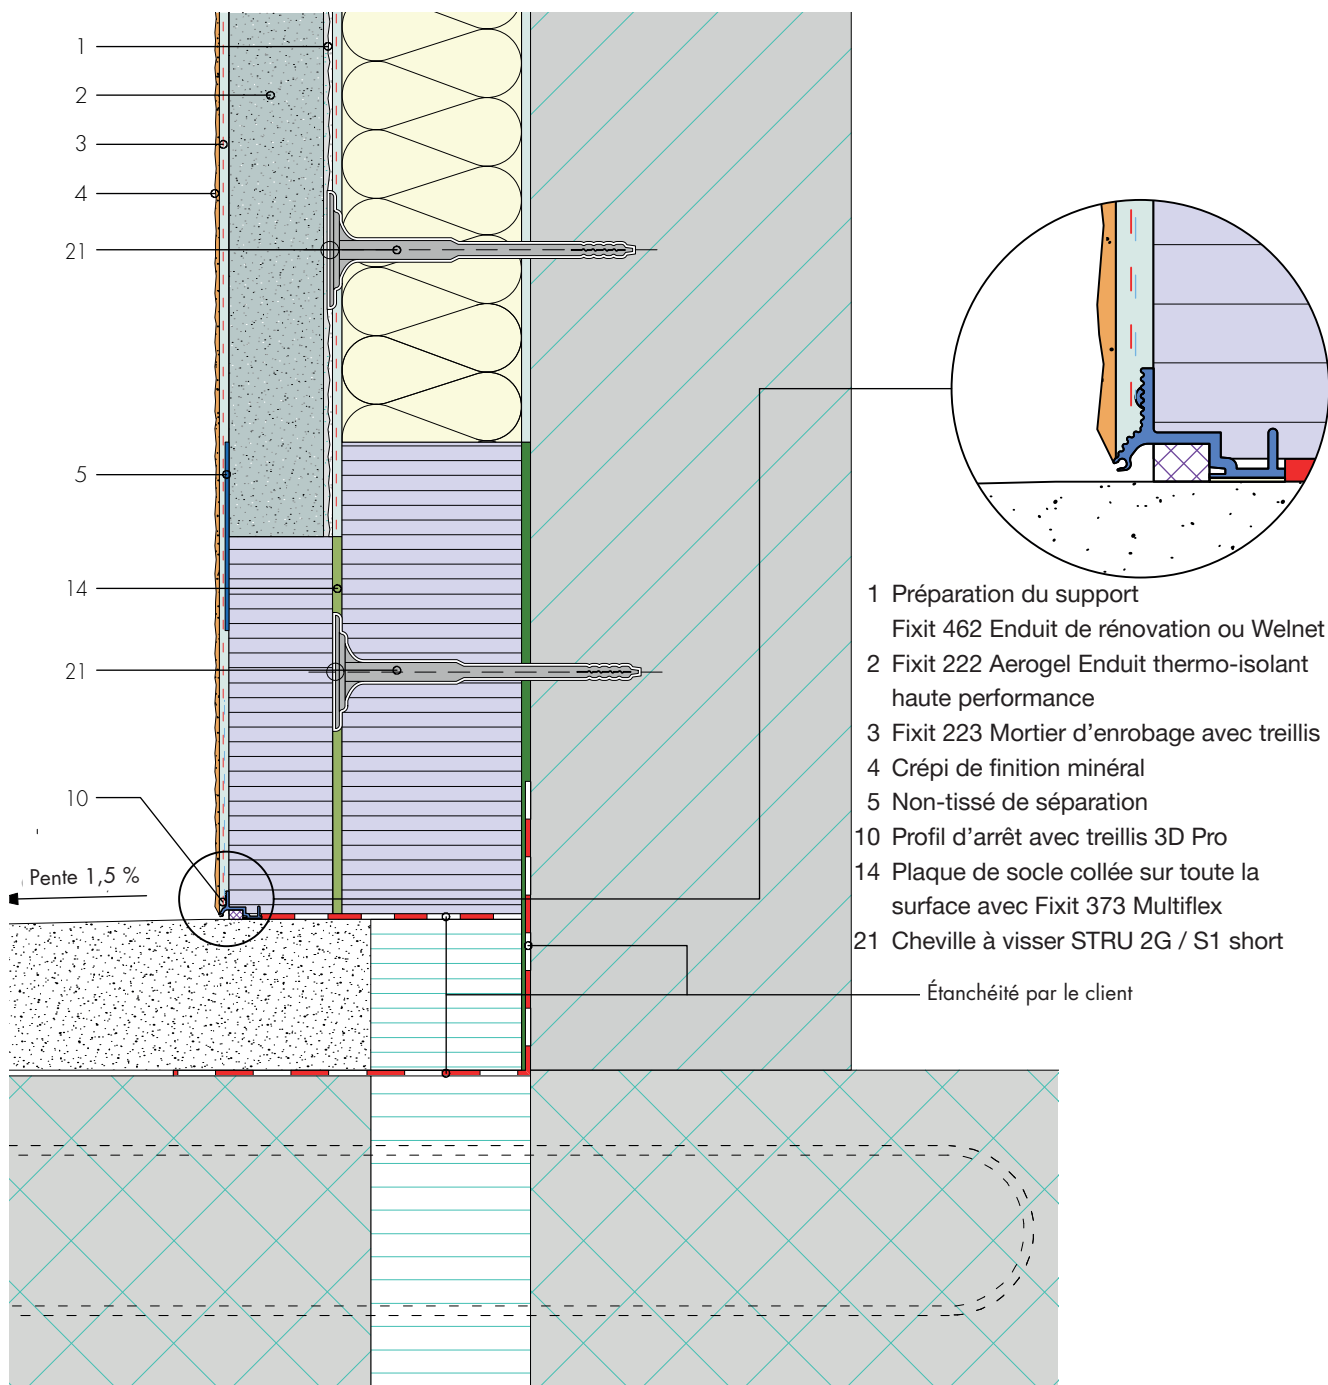 1
2
3
4
21
5
14
21
10
Pente 1,5 %
1 Préparation du support
Fixit 462 Enduit de rénovation ou Welnet
2 Fixit 222 Aerogel Enduit thermo-isolant
haute performance
3 Fixit 223 Mortier d'enrobage avec treillis
4 Crépi de finition minéral
5 Non-tissé de séparation
10 Profil d'arrêt avec treillis 3D Pro
14 Plaque de socle collée sur toute la
surface avec Fixit 373 Multiflex
21 Cheville à visser STRU 2G / S1 short
Étanchéité par le client